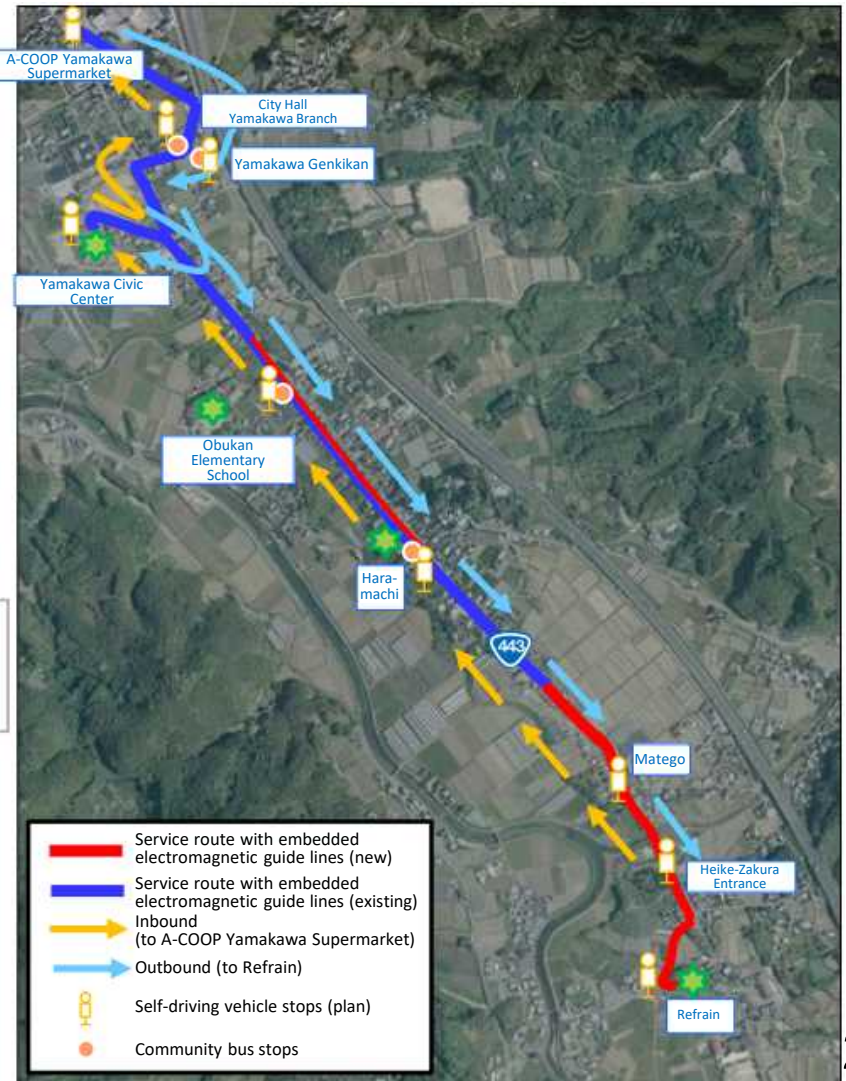 A-COOP Yamakawa
Supermarket
City Hall
Yamakawa Branch
Yamakawa Genkikan
Yamakawa Civic
Center
Obukan
Elementary
School
Hara-
machi
443
Matego
Heike-Zakura
Entrance
Refrain
Service route with embedded
electromagnetic guide lines (new)
Service route with embedded
electromagnetic guide lines (existing)
Inbound
(to A-COOP Yamakawa Supermarket)
Outbound (to Refrain)
Self-driving vehicle stops (plan)
Community bus stops